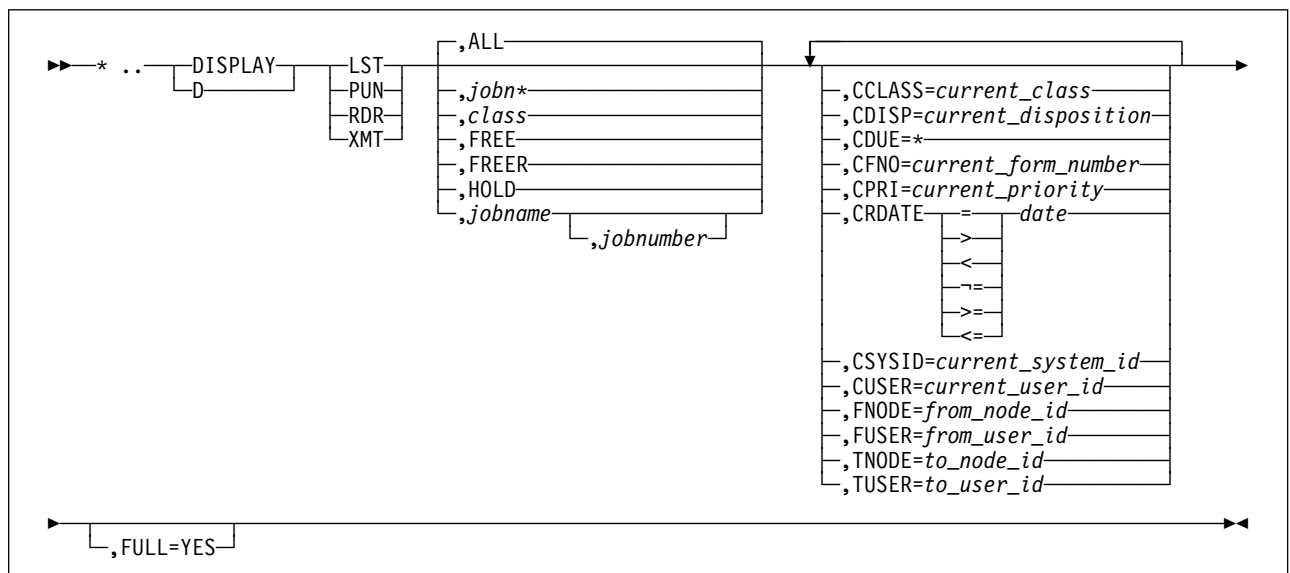 ,ALL
* .. DISPLAY LST
D PUN ,jobn* ,CCLASS=current_class
RDR ,class ,CDISP=current_disposition
XMT ,FREE ,CDUE=*
,FREER ,CFNO=current_form_number
,HOLD ,CPRI=current_priority
,jobname ,CRDATE = date
,jobnumber >
<
¬=
>=
<=
,CSYSID=current_system_id
,CUSER=current_user_id
,FNODE=from_node_id
,FUSER=from_user_id
,TNODE=to_node_id
,TUSER=to_user_id
,FULL=YES